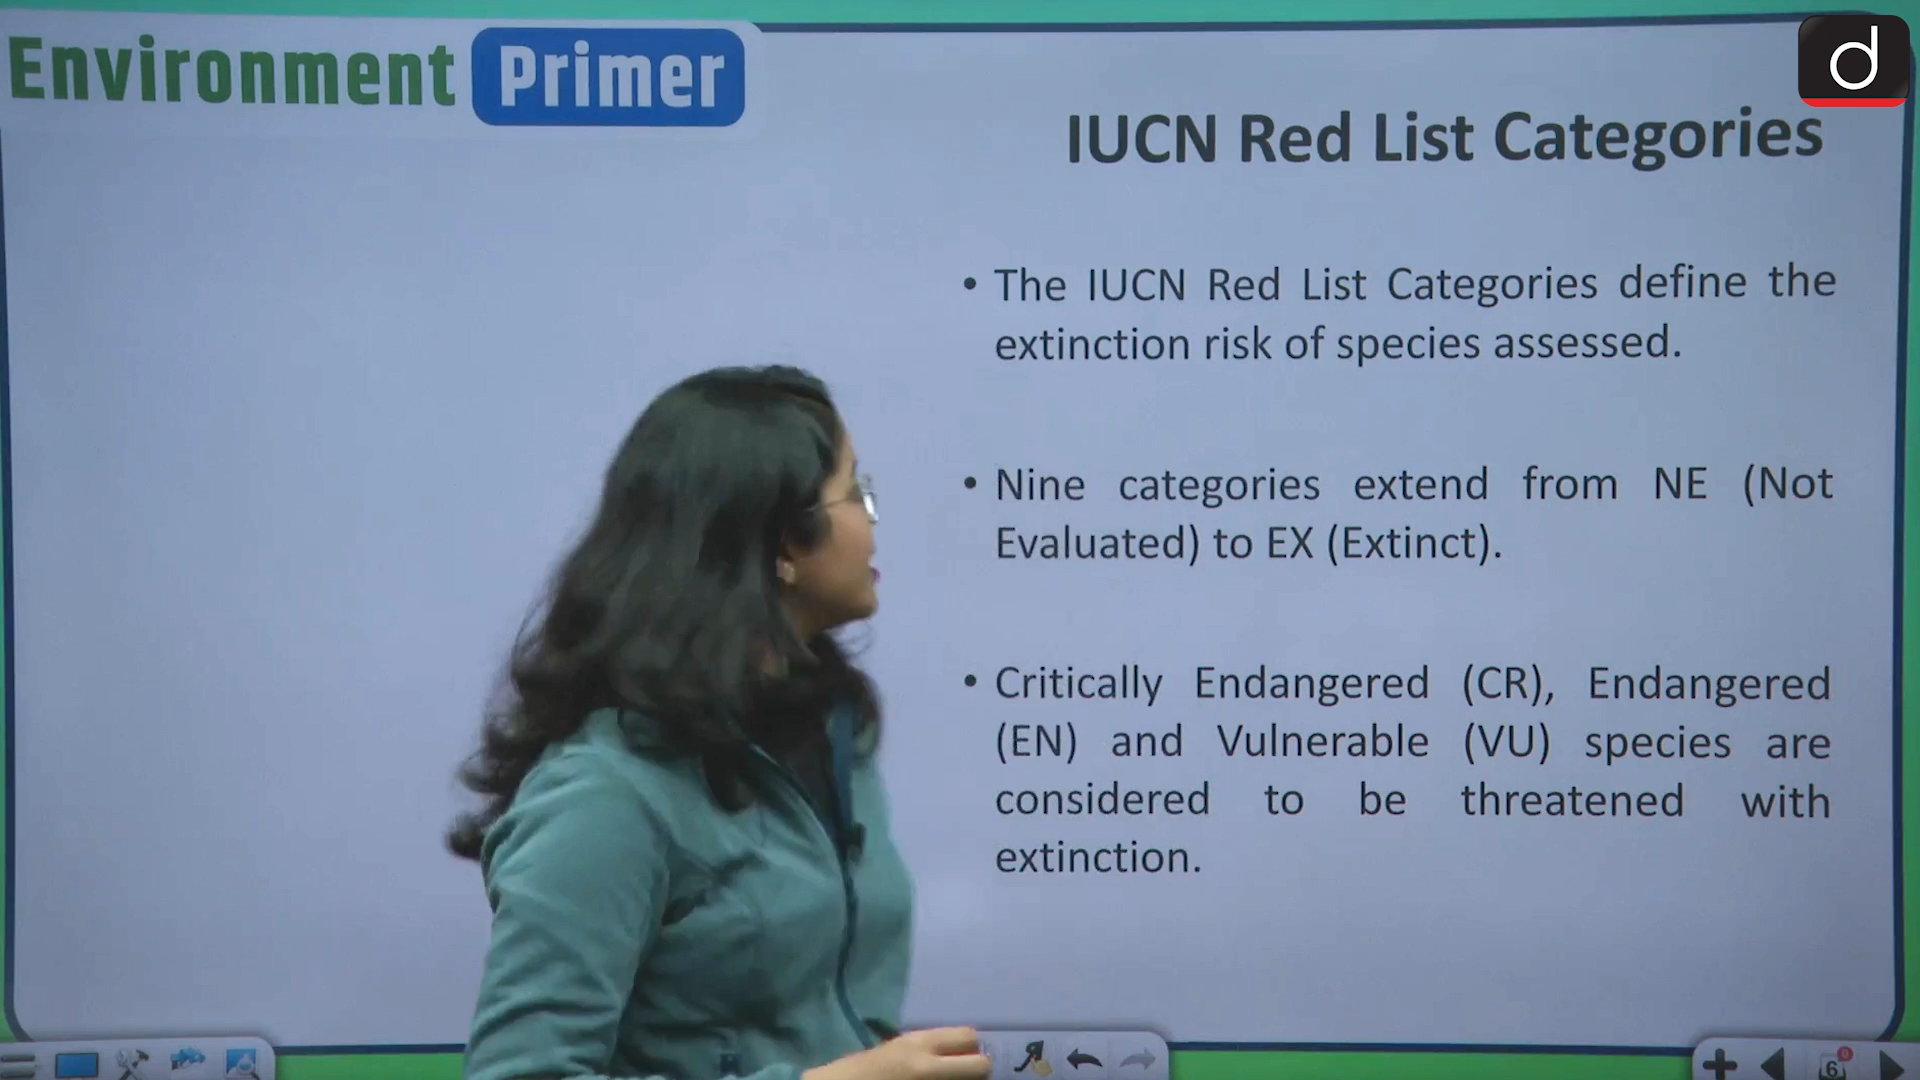 Environment Primer
d
IUCN Red List Categories
• The IUCN Red List Categories define the
extinction risk of species assessed.
• Nine categories extend from NE (Not
Evaluated) to EX (Extinct).
• Critically Endangered (CR), Endangered
(EN) and Vulnerable (VU) species are
considered to be threatened with
extinction.
6